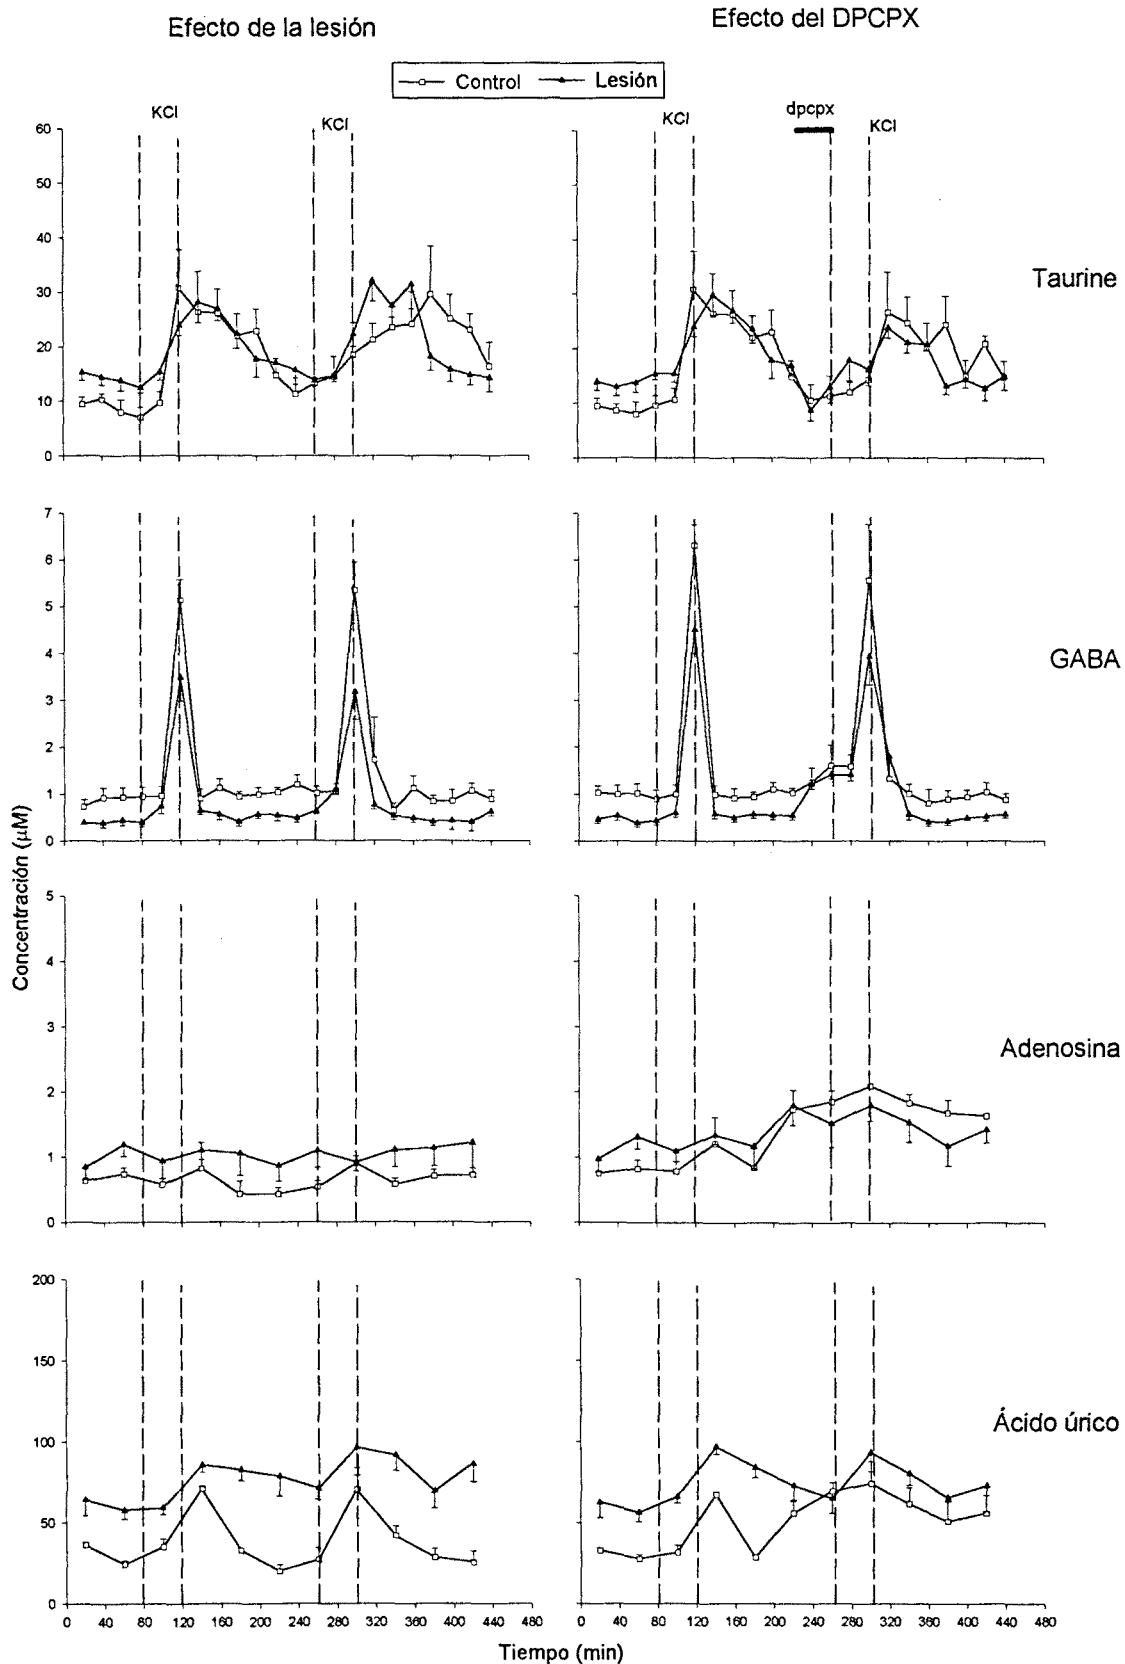 Efecto de la lesión
Efecto del DPCPX
Control Lesión
KCl
KCl
KCl
dpcpx
KCl
60
50
40
30
20
10
0
Taurine
7
6
5
4
3
2
1
0
GABA
Concentración (μM)
5
4
3
2
1
0
Adenosina
200
150
100
50
0
Ácido úrico
0 40 80 120 160 200 240 280 320 360 400 440 480
0 40 80 120 160 200 240 280 320 360 400 440 480
Tiempo (min)